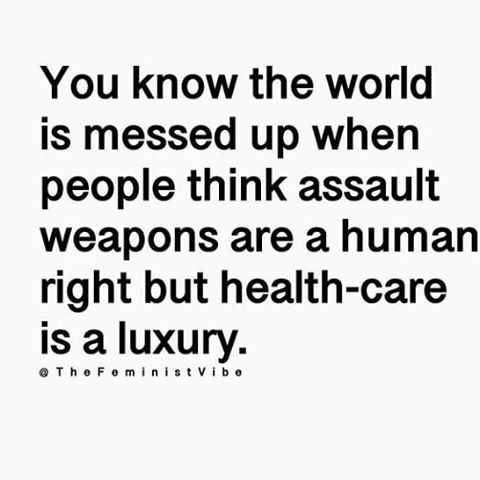 You know the world
is messed up when
people think assault
weapons are a human
right but health-care
is a luxury.
@TheFeministVibe